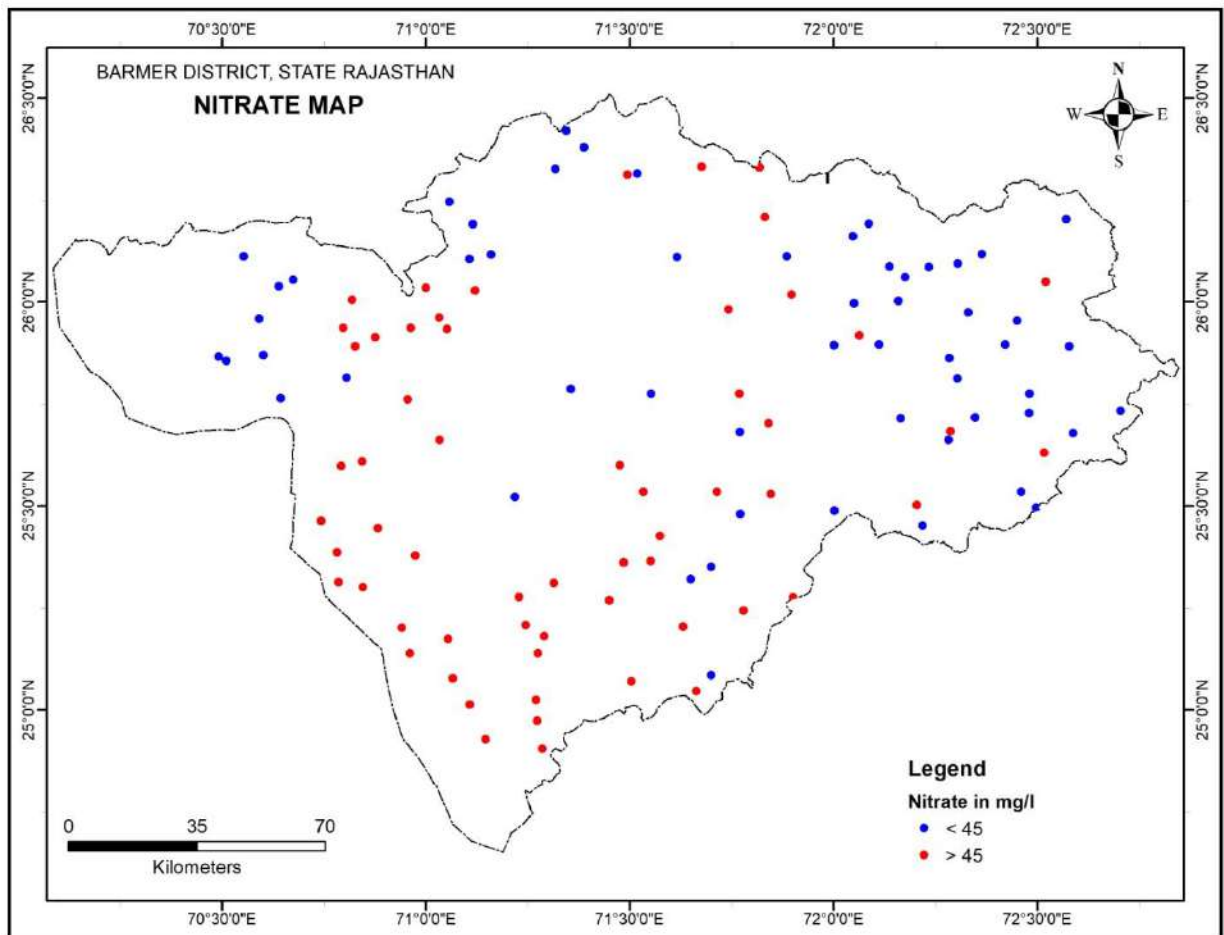 70°30'0"E 71°0'0"E 71°30'0"E 72°0'0"E 72°30'0"E
BARMER DISTRICT, STATE RAJASTHAN
NITRATE MAP
N
W E
S
26°30'0"N 26°30'0"N
26°0'0"N 26°0'0"N
25°30'0"N 25°30'0"N
25°0'0"N 25°0'0"N
Legend
Nitrate in mg/l
< 45
> 45
0 35 70
Kilometers
70°30'0"E 71°0'0"E 71°30'0"E 72°0'0"E 72°30'0"E